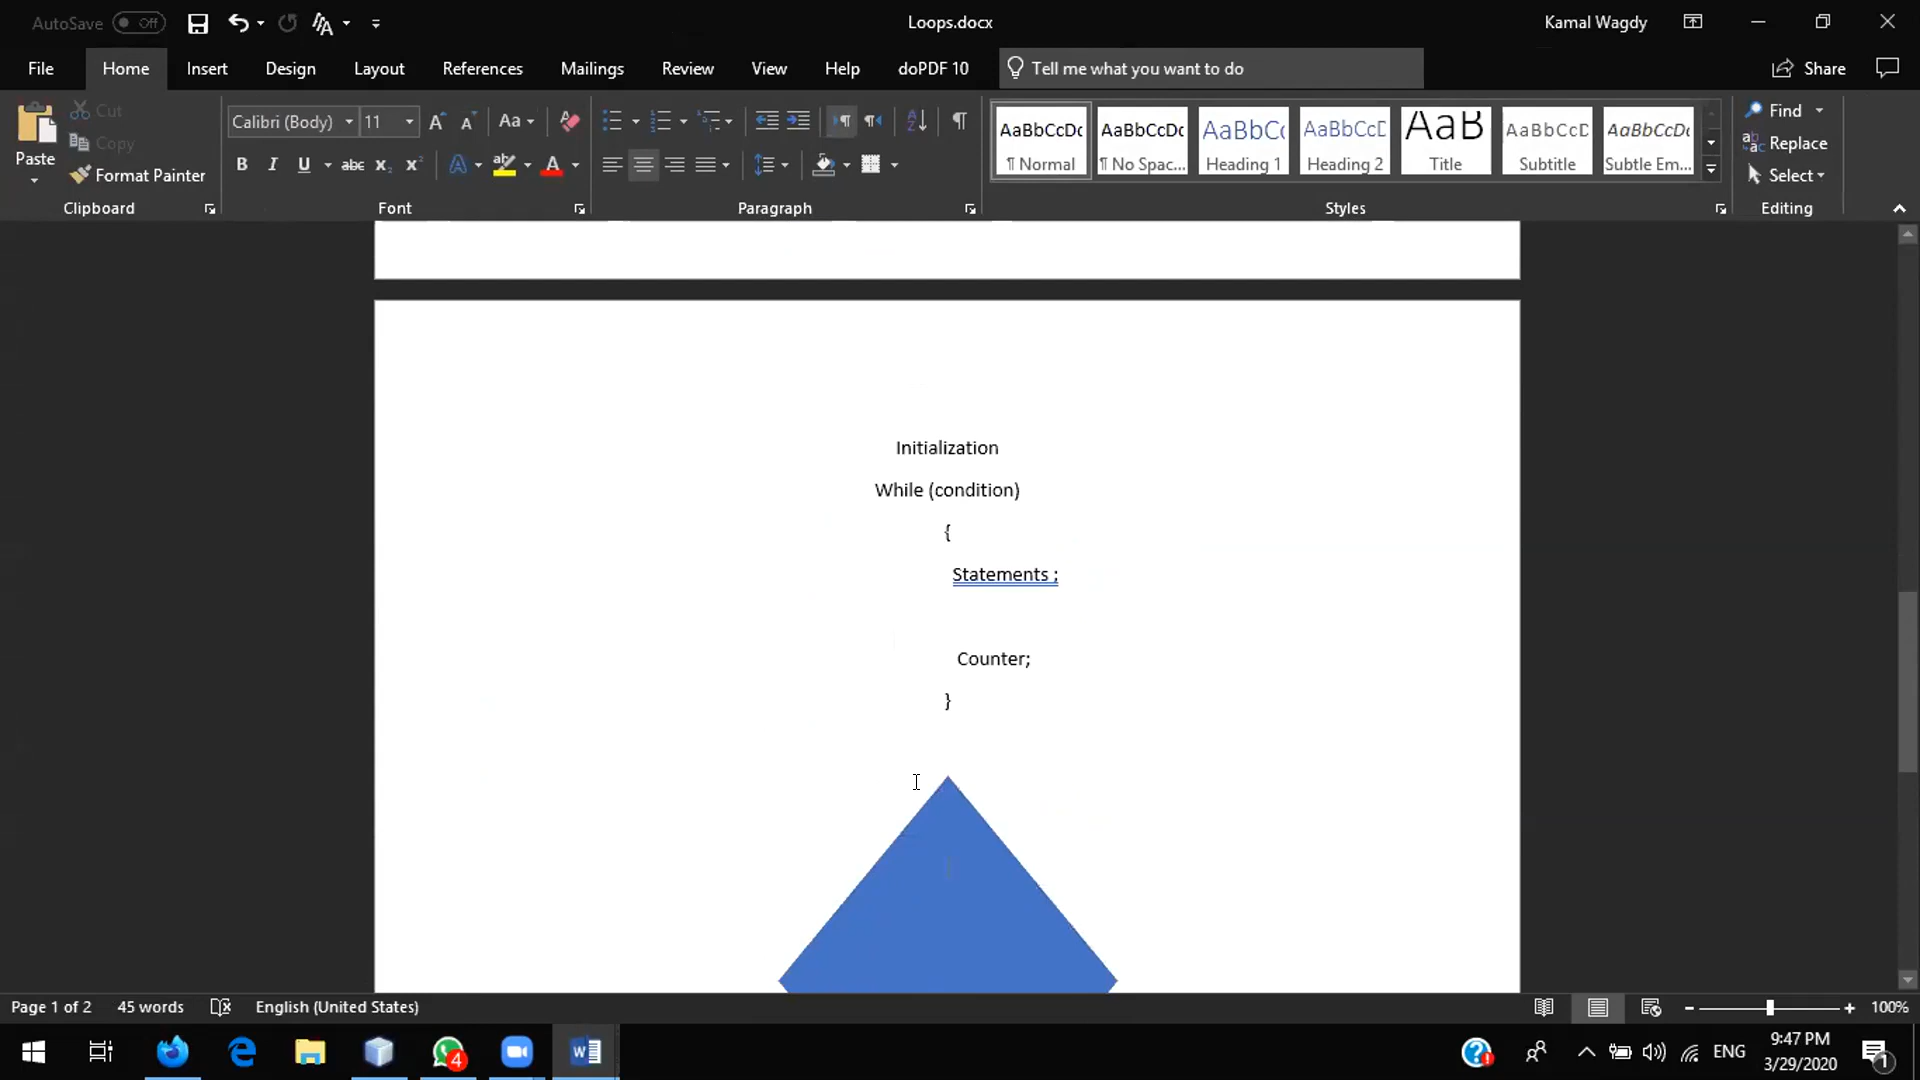 AutoSave Off
Loops.docx
Kamal Wagdy
File Home Insert Design Layout References Mailings Review View Help doPDF 10 Tell me what you want to do Share
Paste
Cut
Copy
Format Painter
Clipboard
Calibri (Body) 11
Font
Paragraph
AaBbCcDc AaBbCcDc AaBbCc AaBbCcD AaB AaBbCcD AaBbCcDc
¶ Normal ¶ No Spac... Heading 1 Heading 2 Title Subtitle Subtle Em...
Styles
Find
Replace
Select
Editing
Initialization
While (condition)
{
Statements ;
Counter;
}
Page 1 of 2 45 words English (United States) 100%
4
ENG
9:47 PM
3/29/2020
1